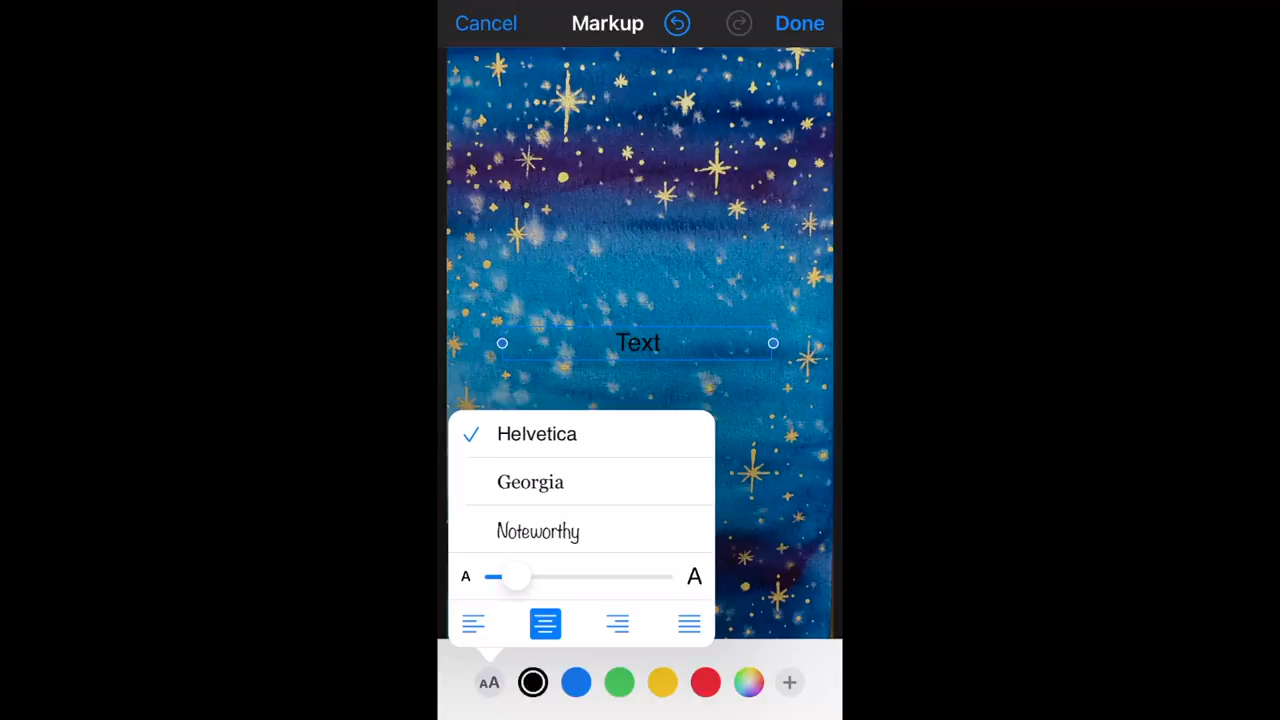 Cancel Markup Done
Text
Helvetica
Georgia
Noteworthy
A A
AA